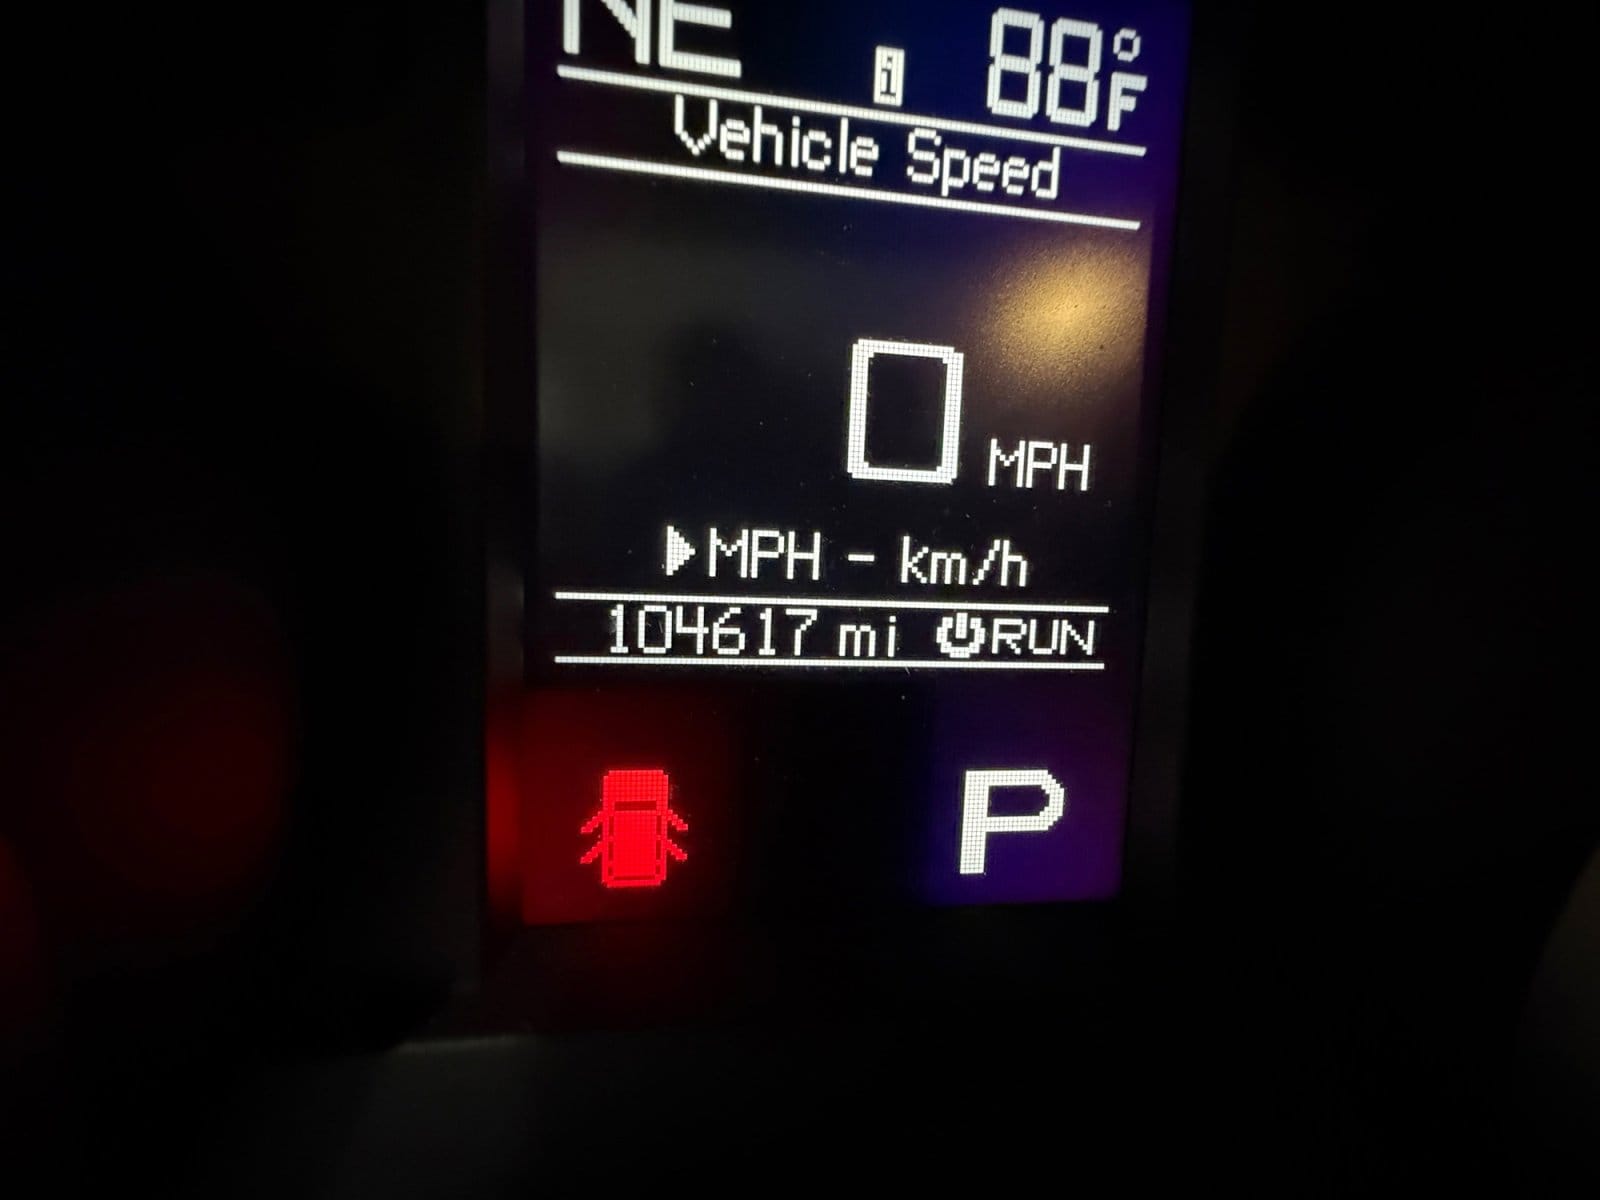 NE i 88°F
Vehicle Speed
0 MPH
▶MPH - km/h
104617 mi ⏻RUN
P